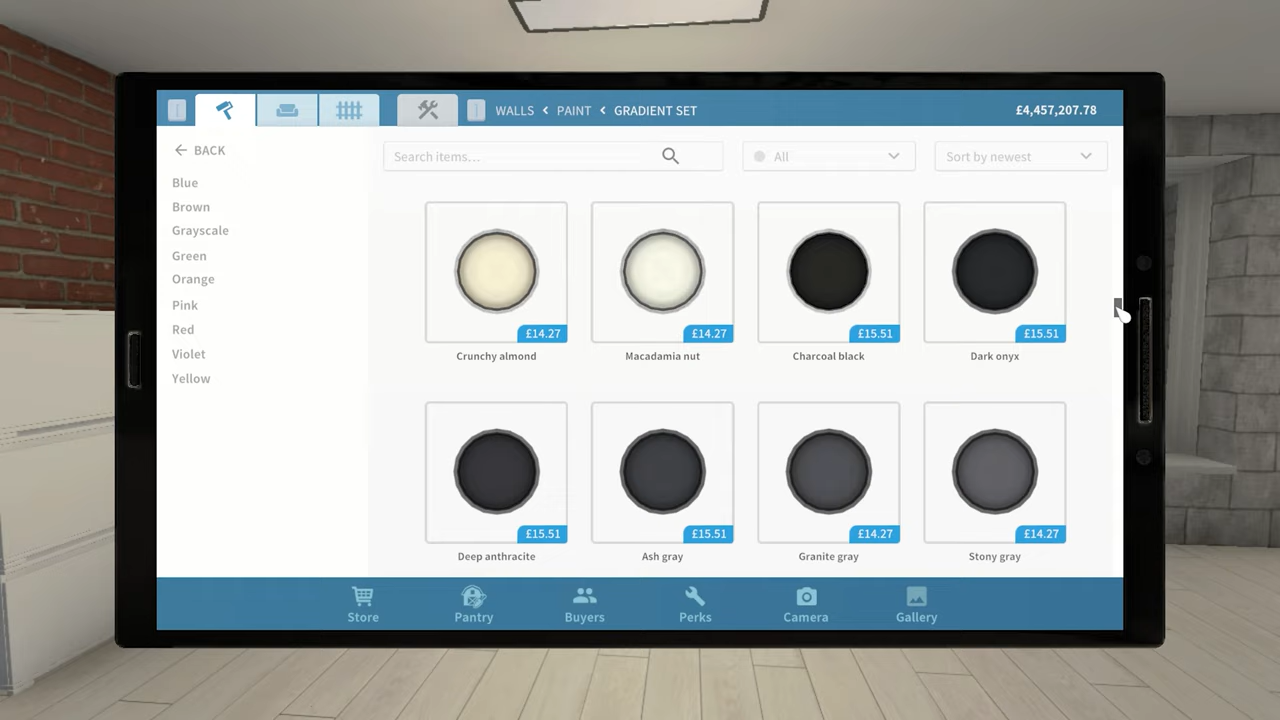 WALLS < PAINT < GRADIENT SET
£4,457,207.78
BACK
Search items...
All
Sort by newest
Blue
Brown
Grayscale
Green
Orange
Pink
Red
Violet
Yellow
£14.27
£14.27
£15.51
£15.51
Crunchy almond
Macadamia nut
Charcoal black
Dark onyx
£15.51
£15.51
£14.27
£14.27
Deep anthracite
Ash gray
Granite gray
Stony gray
Store
Pantry
Buyers
Perks
Camera
Gallery